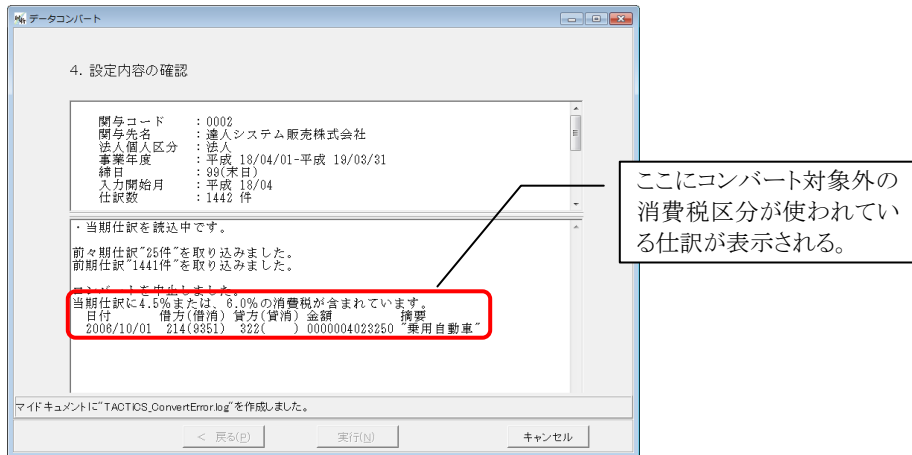 データコンバート
4. 設定内容の確認
関与コード　：0002
関与先名　：達人システム販売株式会社
法人個人区分　：法人
事業年度　：平成 18/04/01-平成 19/03/31
締日　：99(末日)
入力開始月　：平成 18/04
仕訳数　：1442 件
・当期仕訳を読込中です。
前々期仕訳"25件"を取り込みました。
前期仕訳"1441件"を取り込みました。
コンバートを中止しました。
当期仕訳に4.5%または、6.0%の消費税が含まれています。
日付　借方(借消) 貸方(貸消) 金額　摘要
2006/10/01 214(9351) 322(　) 0000004023250 "乗用自動車"
ここにコンバート対象外の
消費税区分が使われてい
る仕訳が表示される。
マイドキュメントに"TACTICS_ConvertError.log"を作成しました。
< 戻る(P)　実行(N)　キャンセル